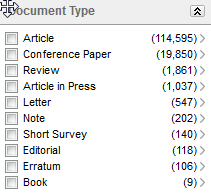 Document Type
Article (114,595)
Conference Paper (19,850)
Review (1,861)
Article in Press (1,037)
Letter (547)
Note (202)
Short Survey (140)
Editorial (118)
Erratum (106)
Book (9)